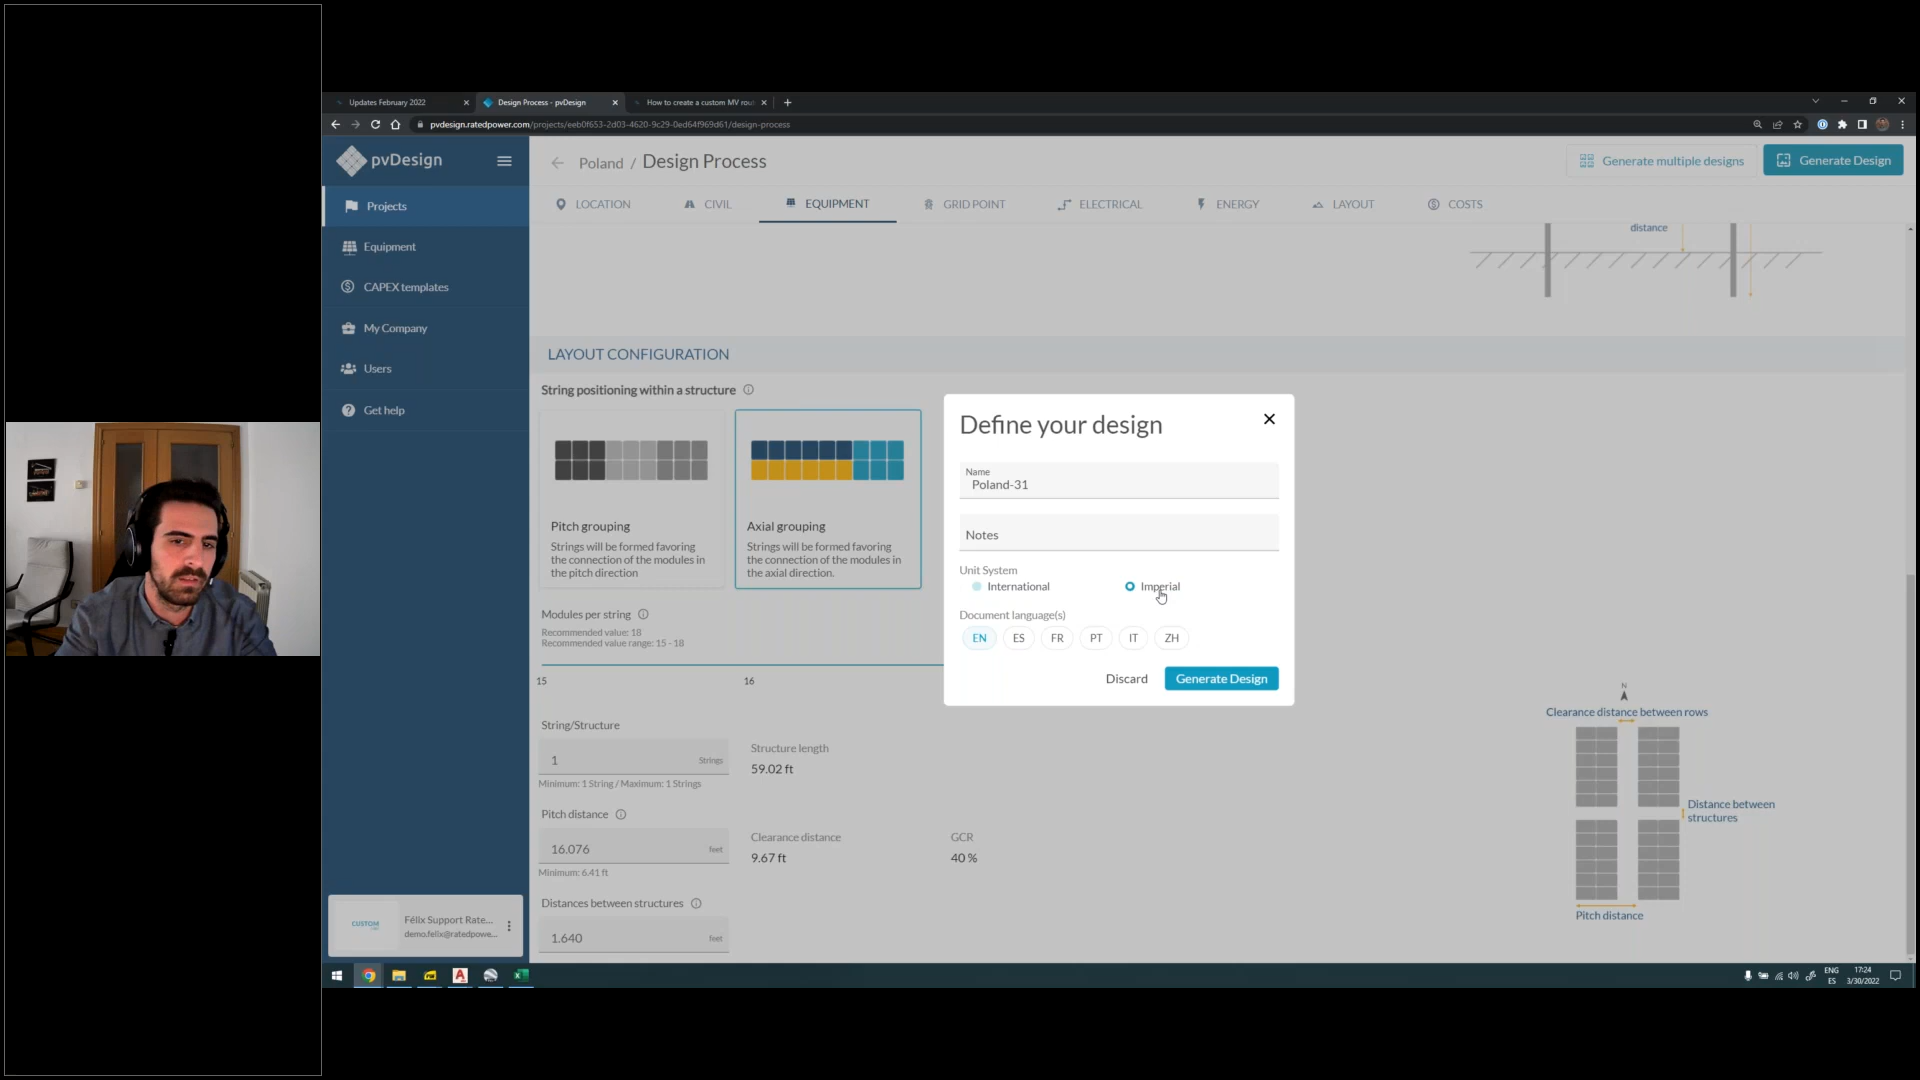 Updates February 2022
Design Process - pvDesign
How to create a custom MV rou
pvdesign.ratedpower.com/projects/eeb0f653-2d03-4620-9c29-0ed64f969d61/design-process
pvDesign
Poland / Design Process
Generate multiple designs
Generate Design
Projects
Equipment
CAPEX templates
My Company
Users
Get help
LOCATION
CIVIL
EQUIPMENT
GRID POINT
ELECTRICAL
ENERGY
LAYOUT
COSTS
distance
LAYOUT CONFIGURATION
String positioning within a structure
Pitch grouping
Strings will be formed favoring
the connection of the modules in
the pitch direction
Axial grouping
Strings will be formed favoring
the connection of the modules in
the axial direction.
Modules per string
Recommended value: 18
Recommended value range: 15 - 18
15
16
String/Structure
1
Strings
Minimum: 1 String / Maximum: 1 Strings
Structure length
59.02 ft
Pitch distance
16.076
feet
Minimum: 6.41 ft
Clearance distance
9.67 ft
GCR
40 %
Distances between structures
1.640
feet
Define your design
Name
Poland-31
Notes
Unit System
International
Imperial
Document language(s)
EN
ES
FR
PT
IT
ZH
Discard
Generate Design
N
Clearance distance between rows
Distance between
structures
Pitch distance
CUSTOM
Félix Support Rate...
demo.felix@ratedpowe...
ENG
ES
17:24
3/30/2022